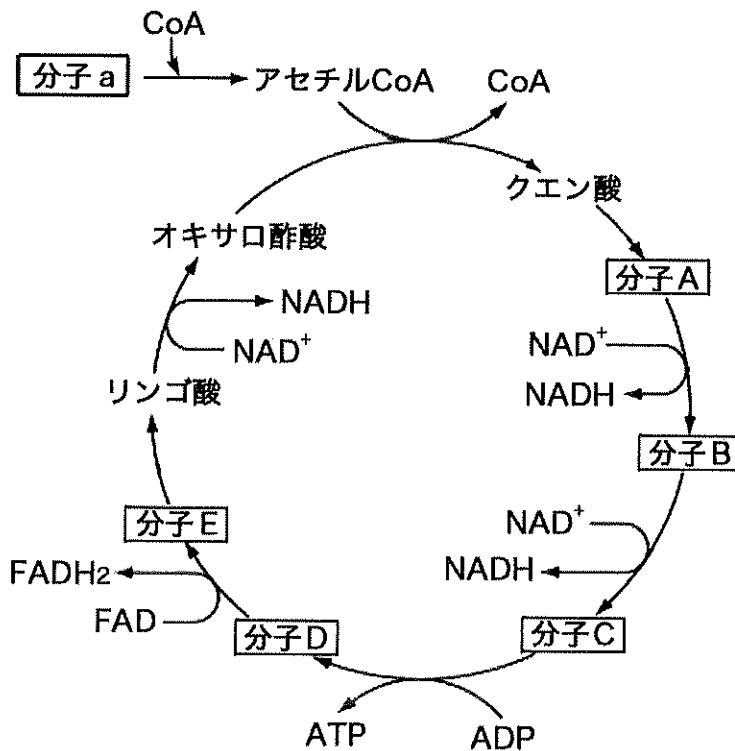 CoA
分子a
アセチルCoA
CoA
クエン酸
オキサロ酢酸
分子A
NADH
NAD+
NAD+
NADH
リンゴ酸
分子B
分子E
NAD+
NADH
FADH2
FAD
分子D
分子C
ATP
ADP